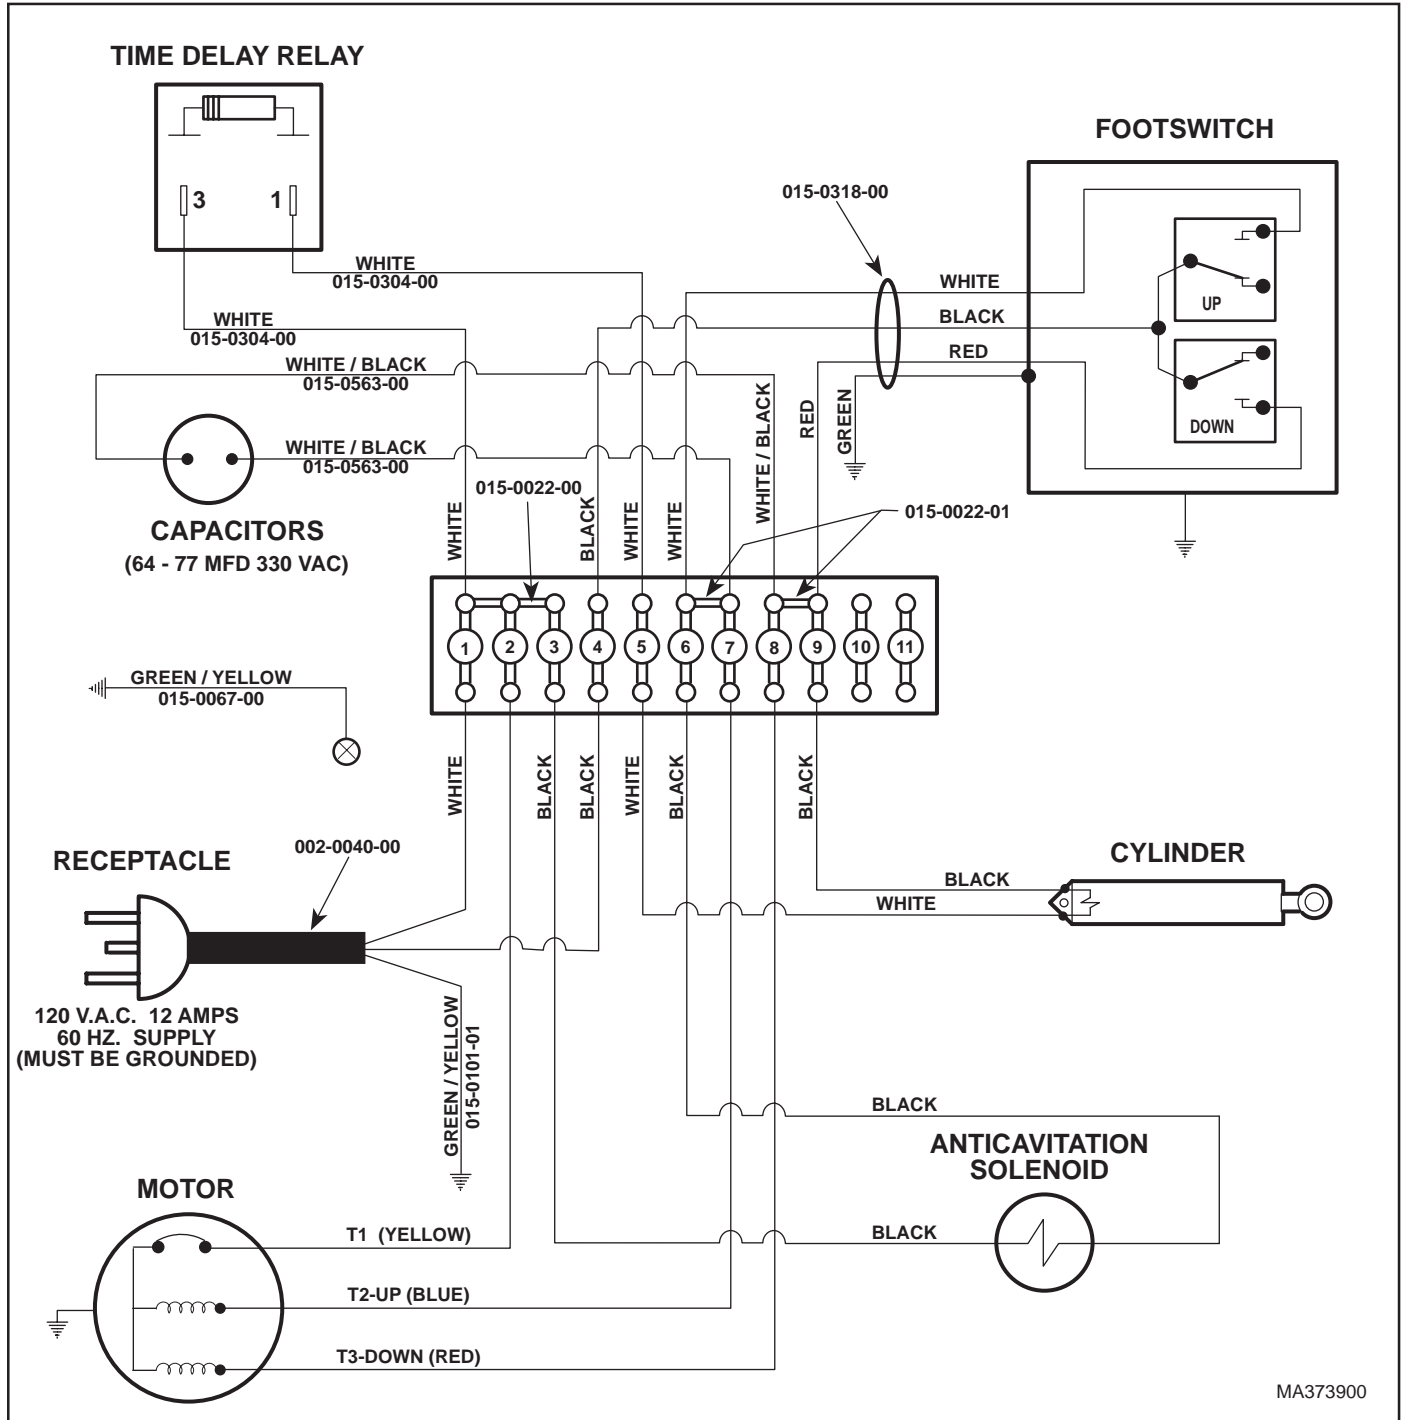 TIME DELAY RELAY
3
1
FOOTSWITCH
015-0318-00
WHITE
015-0304-00
WHITE
BLACK
UP
WHITE
015-0304-00
RED
WHITE / BLACK
015-0563-00
DOWN
WHITE / BLACK
RED
GREEN
WHITE / BLACK
015-0563-00
015-0022-00
015-0022-01
CAPACITORS
(64 - 77 MFD 330 VAC)
WHITE
BLACK
WHITE
WHITE
1
2
3
4
5
6
7
8
9
10
11
GREEN / YELLOW
015-0067-00
WHITE
BLACK
BLACK
WHITE
BLACK
BLACK
RECEPTACLE
002-0040-00
CYLINDER
BLACK
WHITE
120 V.A.C. 12 AMPS
60 HZ. SUPPLY
(MUST BE GROUNDED)
GREEN / YELLOW
015-0101-01
BLACK
ANTICAVITATION
SOLENOID
MOTOR
T1 (YELLOW)
BLACK
T2-UP (BLUE)
T3-DOWN (RED)
MA373900